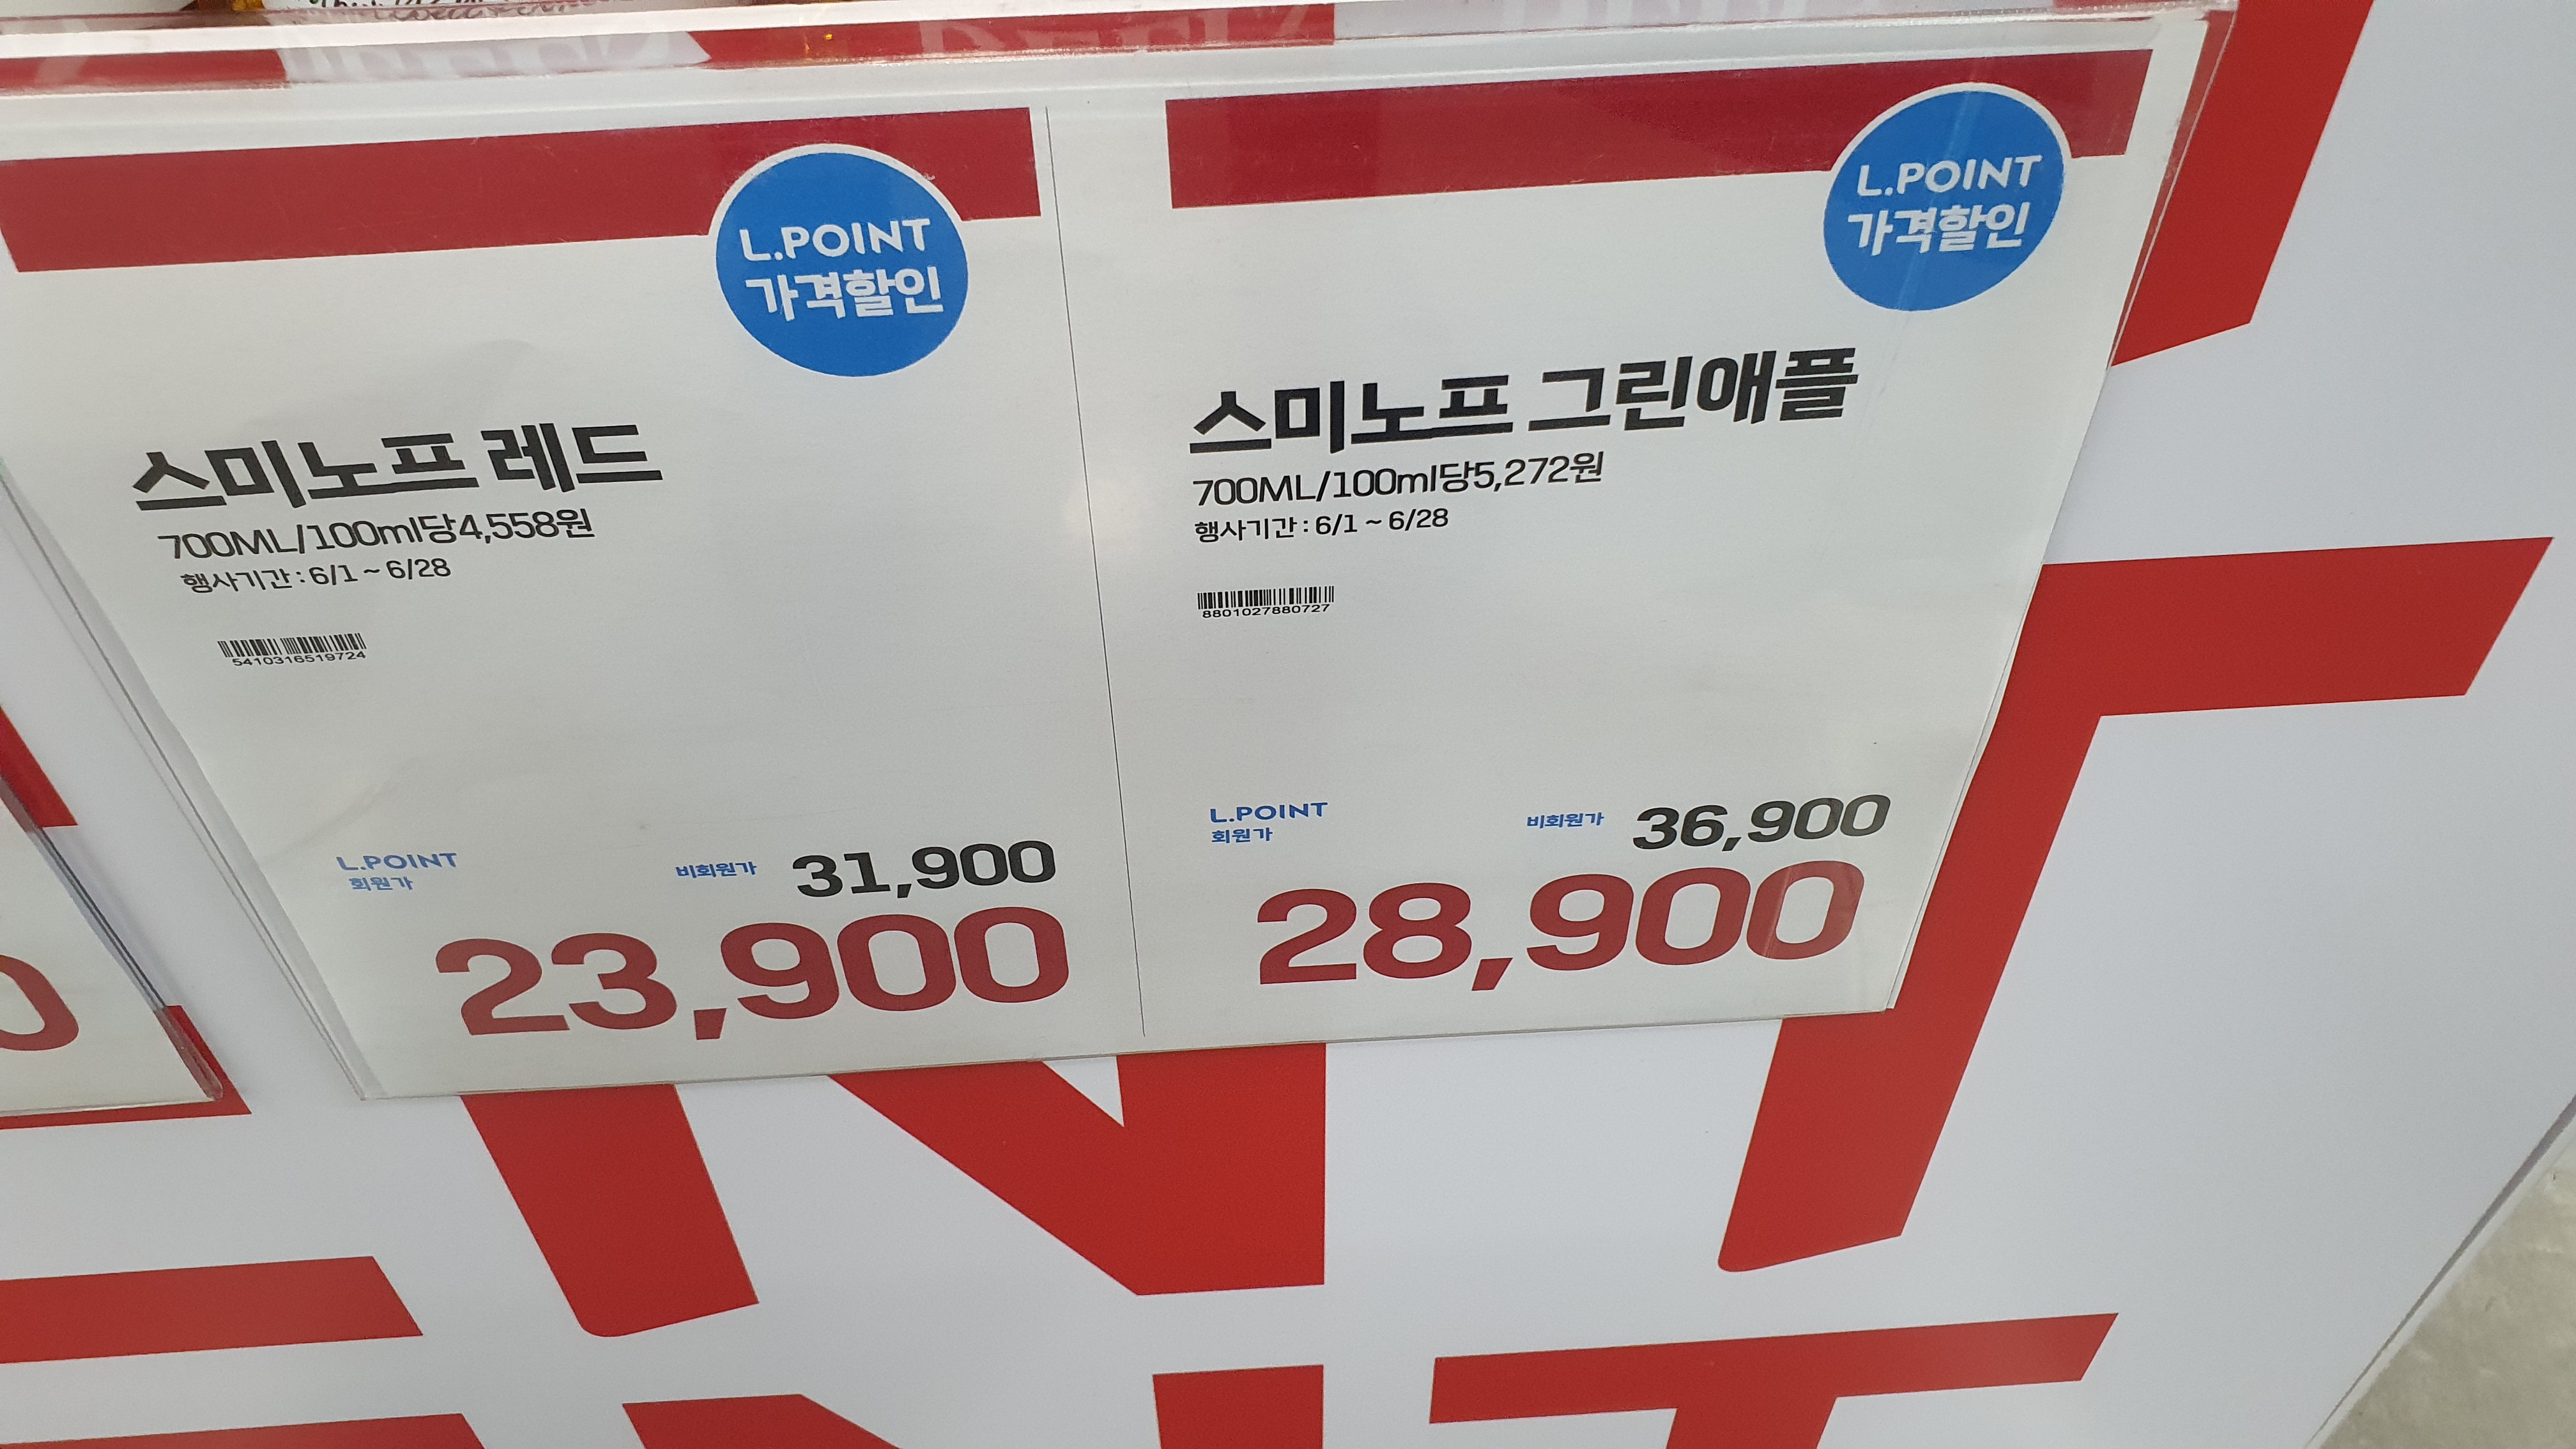 L.POINT
가격할인
스미노프 레드
700ML/100ml당4,558원
행사기간 : 6/1 ~ 6/28
5410316519724
L.POINT
회원가
비회원가 31,900
23,900
L.POINT
가격할인
스미노프 그린애플
700ML/100ml당5,272원
행사기간 : 6/1 ~ 6/28
8801027880727
L.POINT
회원가
비회원가 36,900
28,900